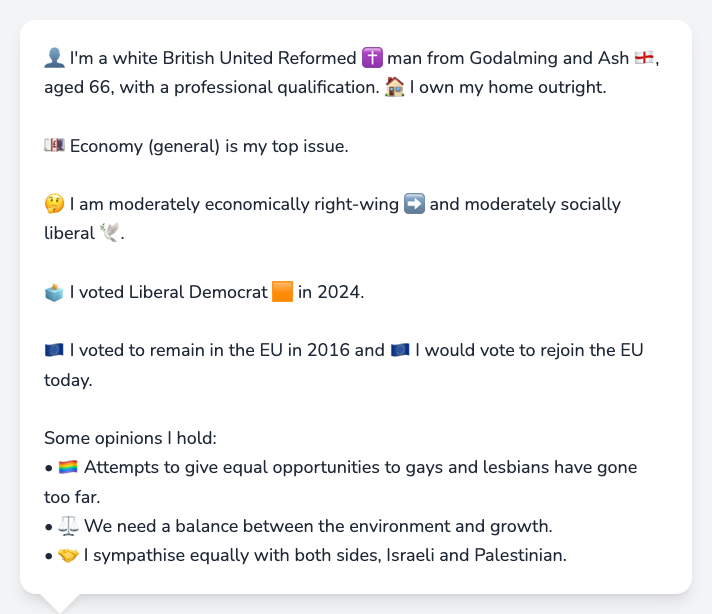 👤 I'm a white British United Reformed ✝️ man from Godalming and Ash 🏴󠁧󠁢󠁥󠁮󠁧󠁿,
aged 66, with a professional qualification. 🏠 I own my home outright.
💷 Economy (general) is my top issue.
🤔 I am moderately economically right-wing ➡️ and moderately socially
liberal 🕊️.
🗳️ I voted Liberal Democrat 🟧 in 2024.
🇪🇺 I voted to remain in the EU in 2016 and 🇪🇺 I would vote to rejoin the EU
today.
Some opinions I hold:
• 🏳️‍🌈 Attempts to give equal opportunities to gays and lesbians have gone
too far.
• ⚖️ We need a balance between the environment and growth.
• 🤝 I sympathise equally with both sides, Israeli and Palestinian.